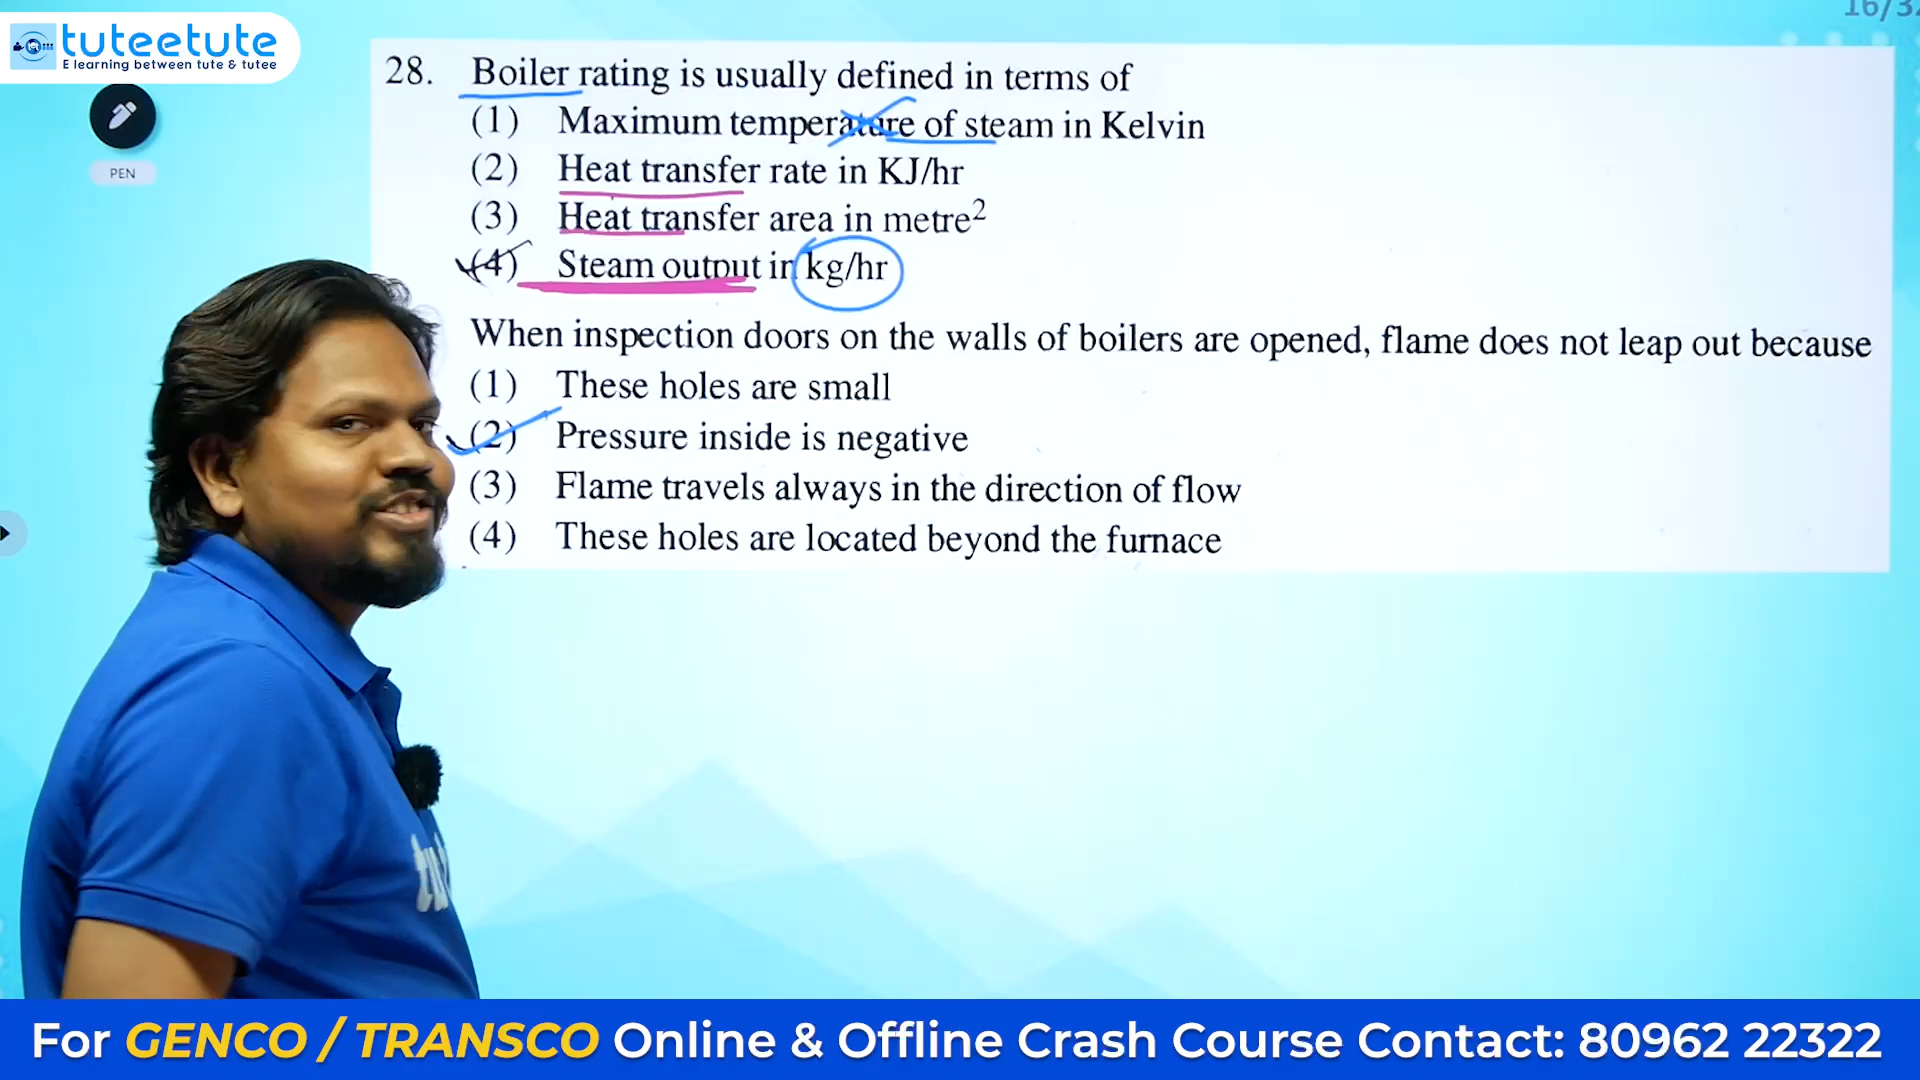 16/32
tuteetute
E learning between tute & tutee
PEN
28. Boiler rating is usually defined in terms of
(1) Maximum temperature of steam in Kelvin
(2) Heat transfer rate in KJ/hr
(3) Heat transfer area in metre²
(4) Steam output in kg/hr
When inspection doors on the walls of boilers are opened, flame does not leap out because
(1) These holes are small
(2) Pressure inside is negative
(3) Flame travels always in the direction of flow
(4) These holes are located beyond the furnace
For GENCO / TRANSCO Online & Offline Crash Course Contact: 80962 22322